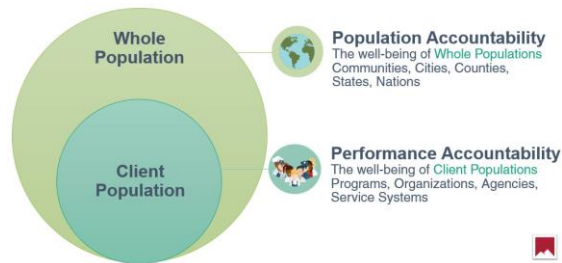 Whole
Population
Population Accountability
The well-being of Whole Populations
Communities, Cities, Counties,
States, Nations
Client
Population
Performance Accountability
The well-being of Client Populations
Programs, Organizations, Agencies,
Service Systems